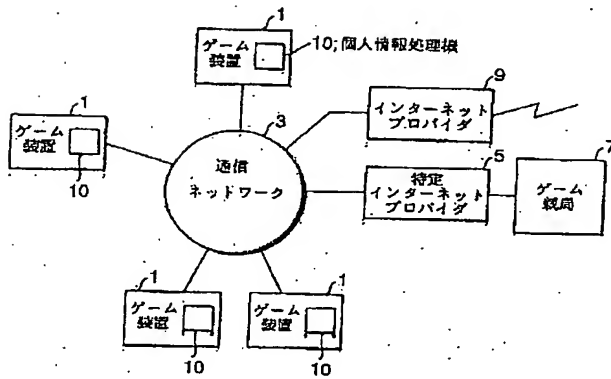 1
ゲーム
装置
10;個人情報処理機
9
インターネット
プロバイダ
1
ゲーム
装置
10
3
通信
ネットワーク
5
特定
インターネット
プロバイダ
7
ゲーム
親局
1
ゲーム
装置
10
1
ゲーム
装置
10